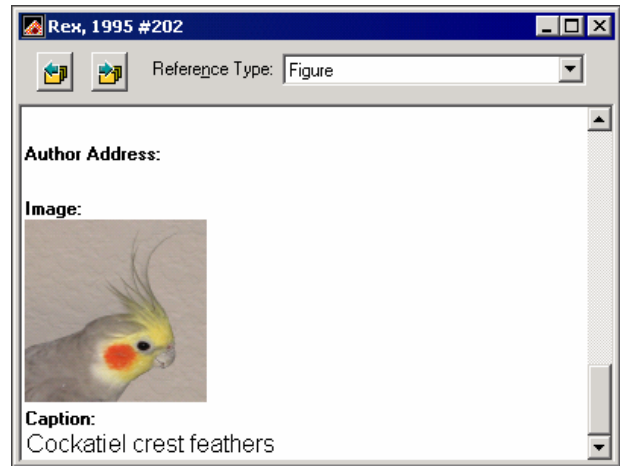 Rex, 1995 #202
Reference Type: Figure
Author Address:
Image:
Caption:
Cockatiel crest feathers